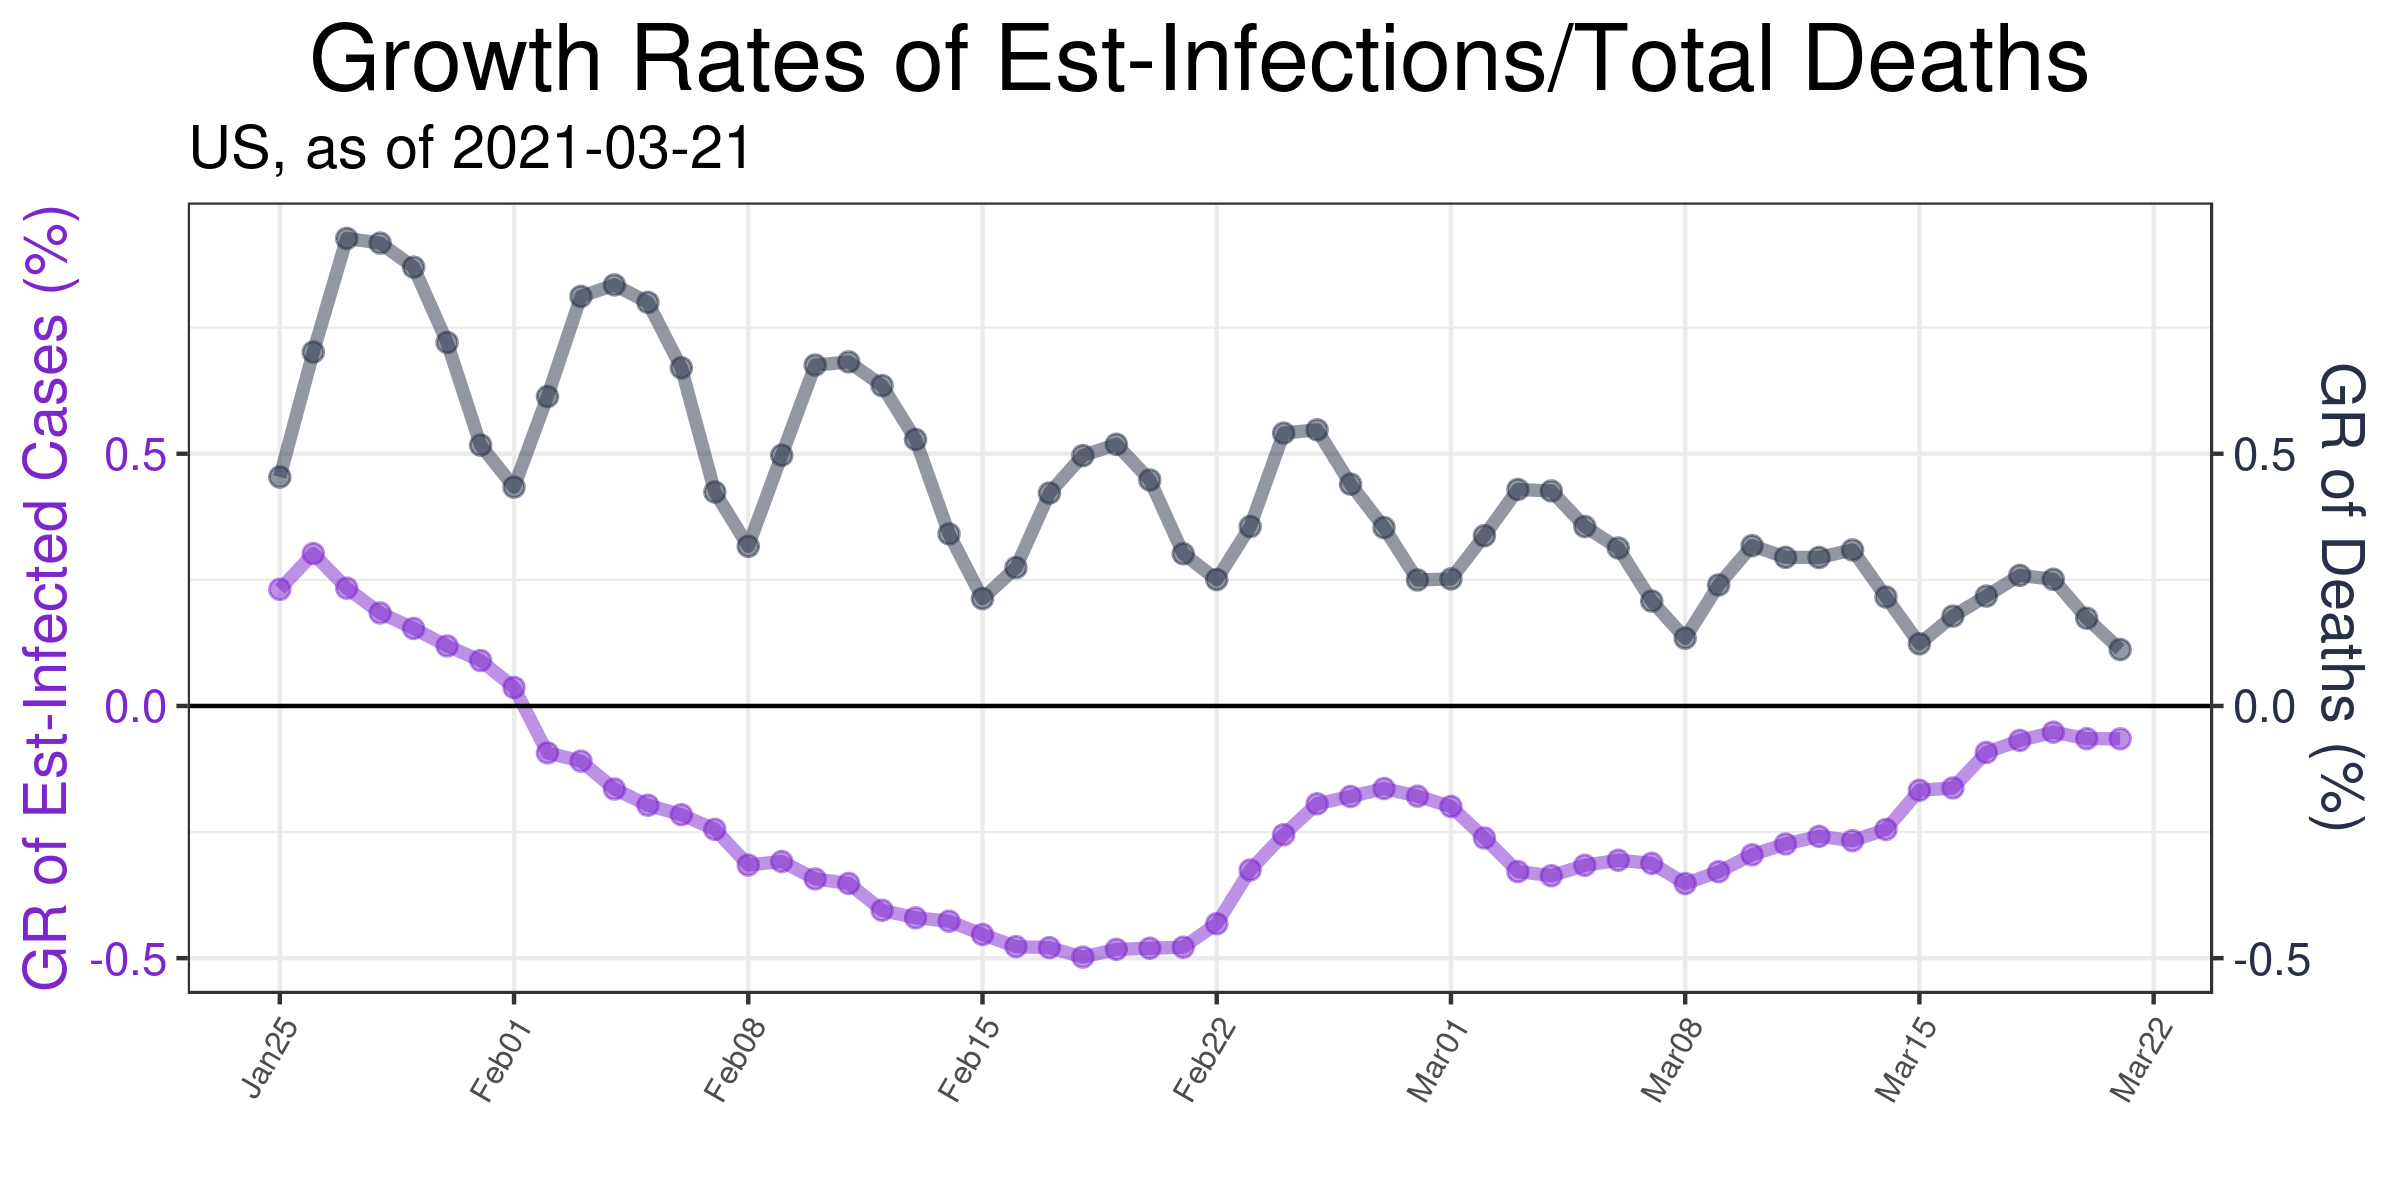 Growth Rates of Est-Infections/Total Deaths
US, as of 2021-03-21
GR of Est-Infected Cases (%)
0.5
0.0
-0.5
GR of Deaths (%)
0.5
0.0
-0.5
Jan25
Feb01
Feb08
Feb15
Feb22
Mar01
Mar08
Mar15
Mar22